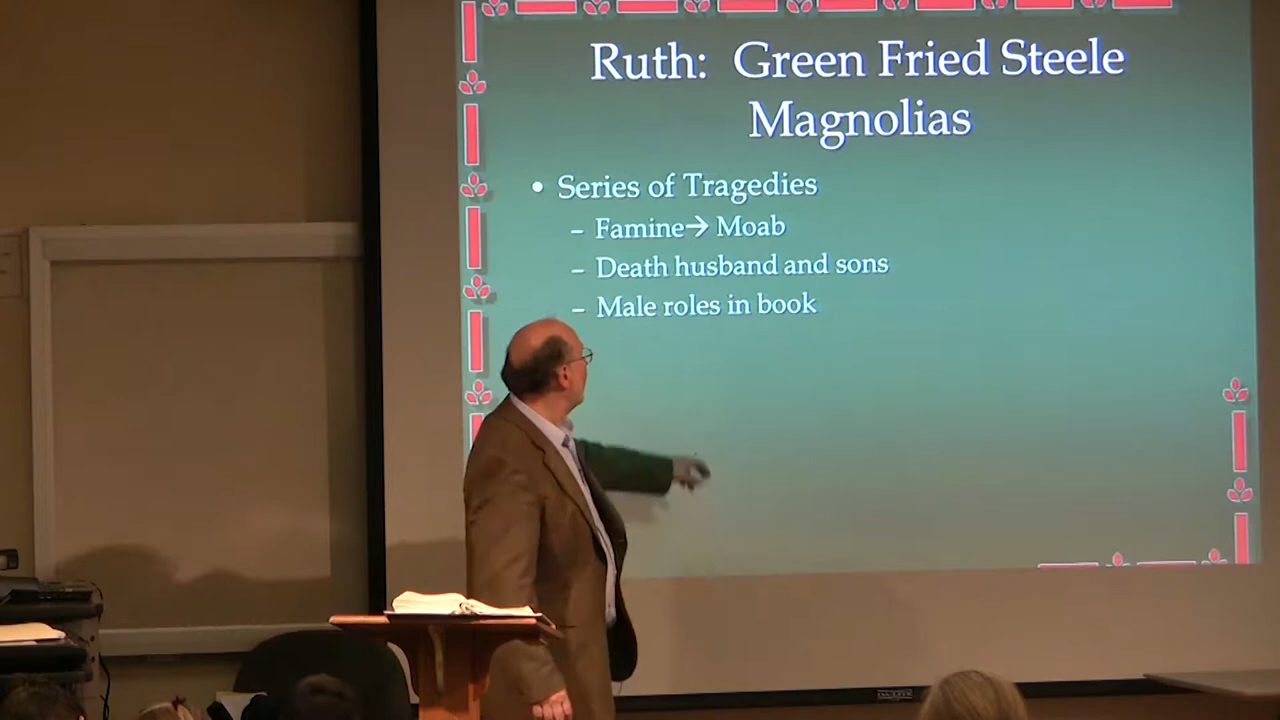 Ruth: Green Fried Steele
Magnolias
• Series of Tragedies
– Famine→ Moab
– Death husband and sons
– Male roles in book